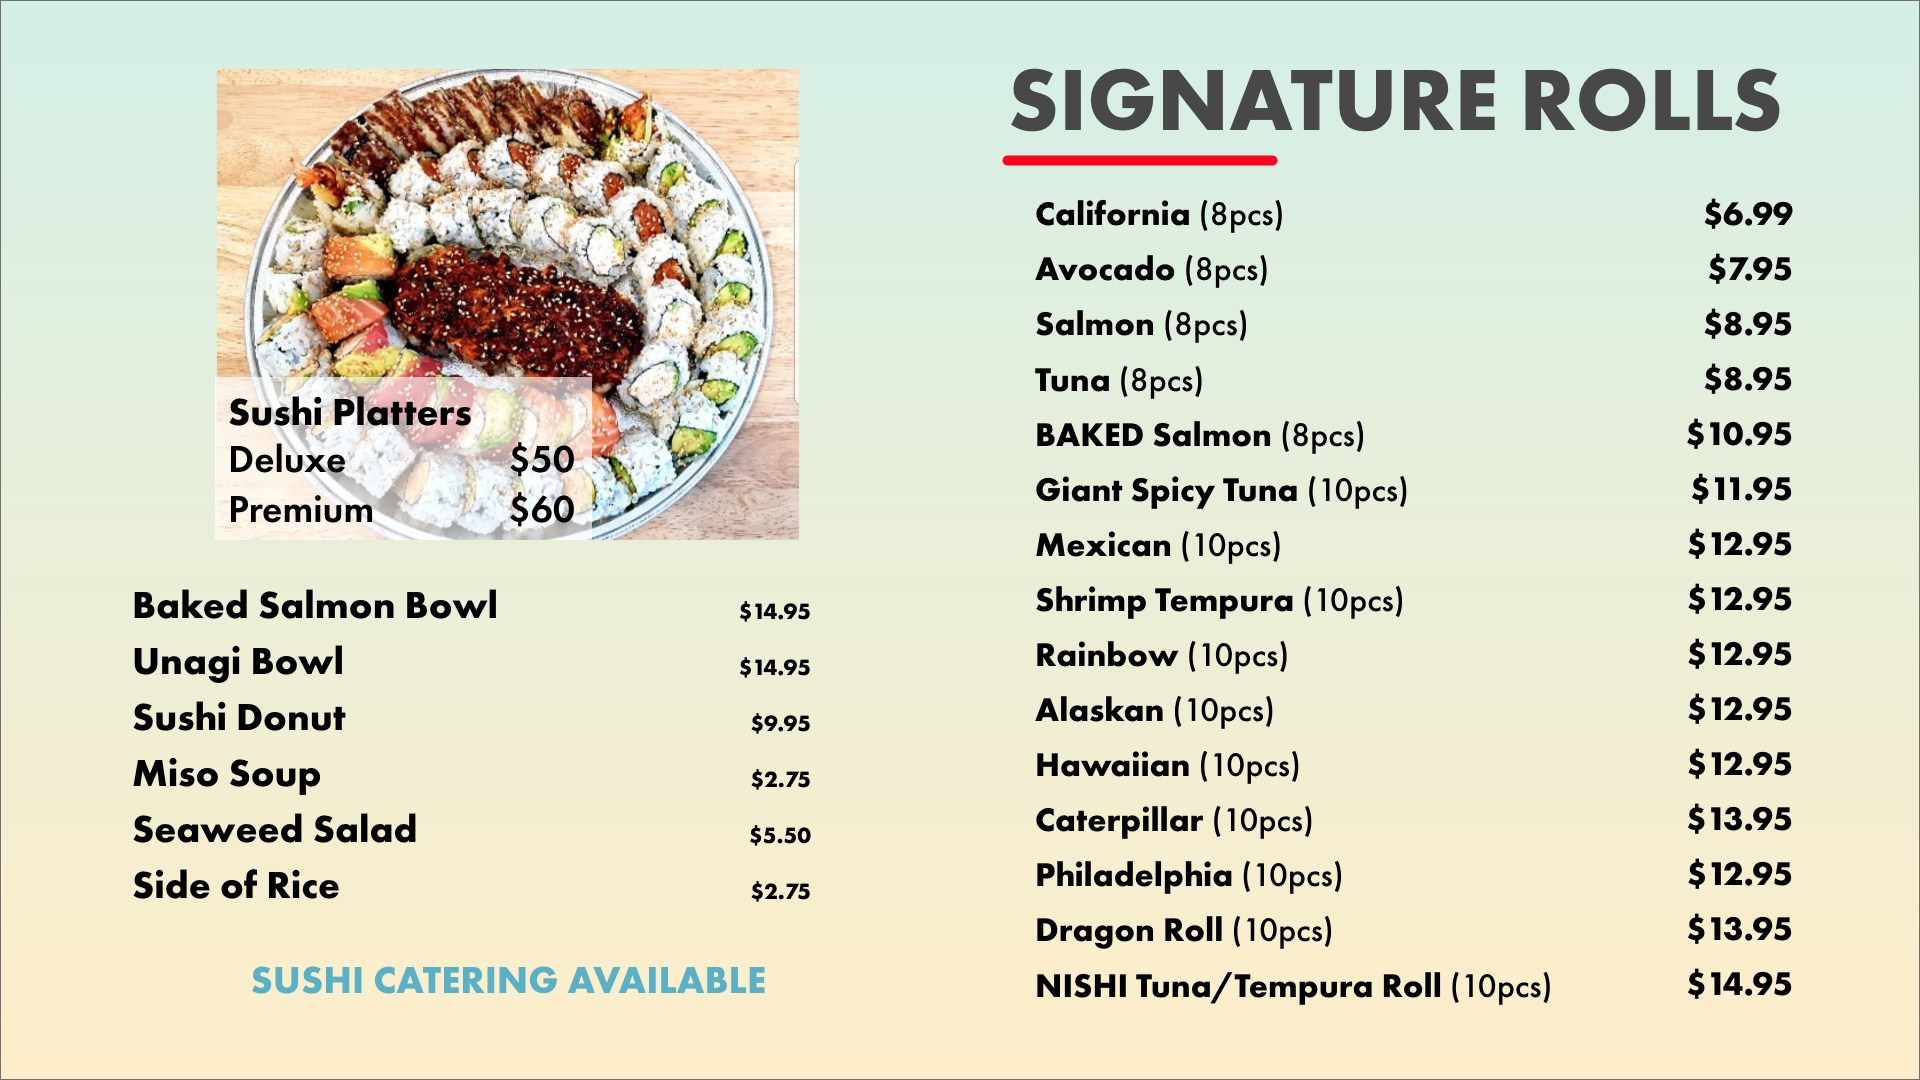 Sushi Platters
Deluxe $50
Premium $60
Baked Salmon Bowl $14.95
Unagi Bowl $14.95
Sushi Donut $9.95
Miso Soup $2.75
Seaweed Salad $5.50
Side of Rice $2.75
SUSHI CATERING AVAILABLE
SIGNATURE ROLLS
California (8pcs) $6.99
Avocado (8pcs) $7.95
Salmon (8pcs) $8.95
Tuna (8pcs) $8.95
BAKED Salmon (8pcs) $10.95
Giant Spicy Tuna (10pcs) $11.95
Mexican (10pcs) $12.95
Shrimp Tempura (10pcs) $12.95
Rainbow (10pcs) $12.95
Alaskan (10pcs) $12.95
Hawaiian (10pcs) $12.95
Caterpillar (10pcs) $13.95
Philadelphia (10pcs) $12.95
Dragon Roll (10pcs) $13.95
NISHI Tuna/Tempura Roll (10pcs) $14.95